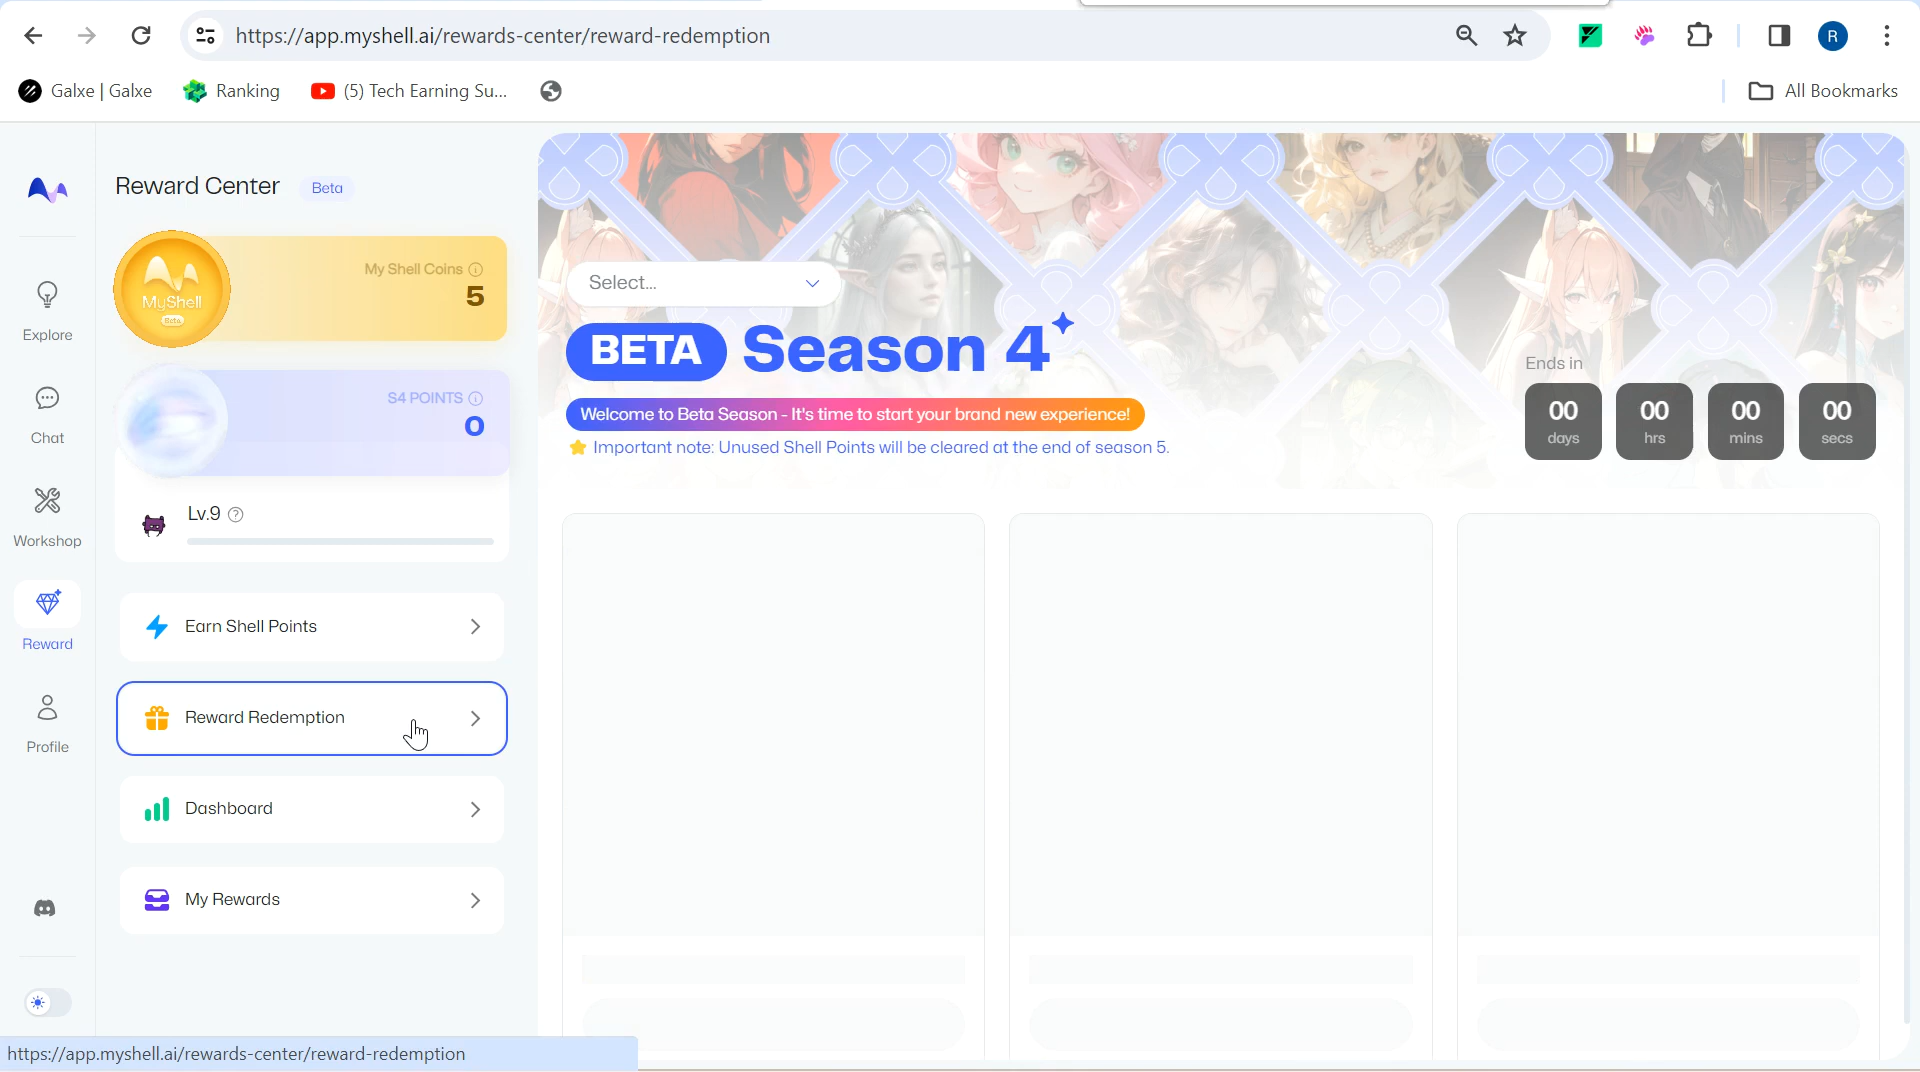 https://app.myshell.ai/rewards-center/reward-redemption
R
Galxe | Galxe
Ranking
(5) Tech Earning Su...
All Bookmarks
Explore
Chat
Workshop
Reward
Profile
Reward Center
Beta
MyShell
Beta
My Shell Coins
5
S4 POINTS
0
Lv.9
Earn Shell Points
Reward Redemption
Dashboard
My Rewards
Select...
BETA Season 4
Welcome to Beta Season - It's time to start your brand new experience!
Important note: Unused Shell Points will be cleared at the end of season 5.
Ends in
00 00 00 00
days hrs mins secs
https://app.myshell.ai/rewards-center/reward-redemption